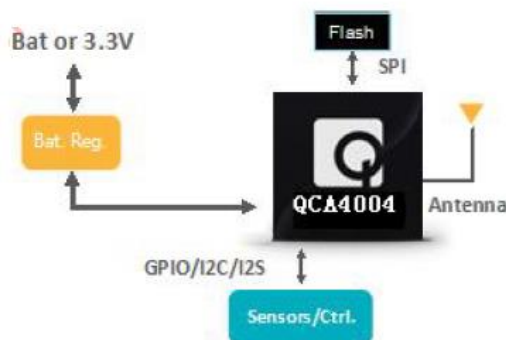 Bat or 3.3V
Flash
SPI
Bat. Reg.
QCA4004
Antenna
GPIO/I2C/I2S
Sensors/Ctrl.